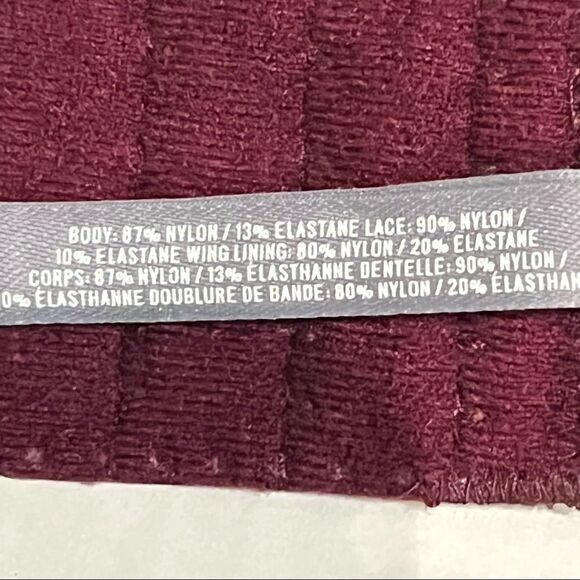 BODY: 87% NYLON / 13% ELASTANE LACE: 90% NYLON /
10% ELASTANE WING LINING: 80% NYLON / 20% ELASTANE
CORPS: 87% NYLON / 13% ÉLASTHANNE DENTELLE: 90% NYLON /
0% ÉLASTHANNE DOUBLURE DE BANDE: 80% NYLON / 20% ÉLASTHAN